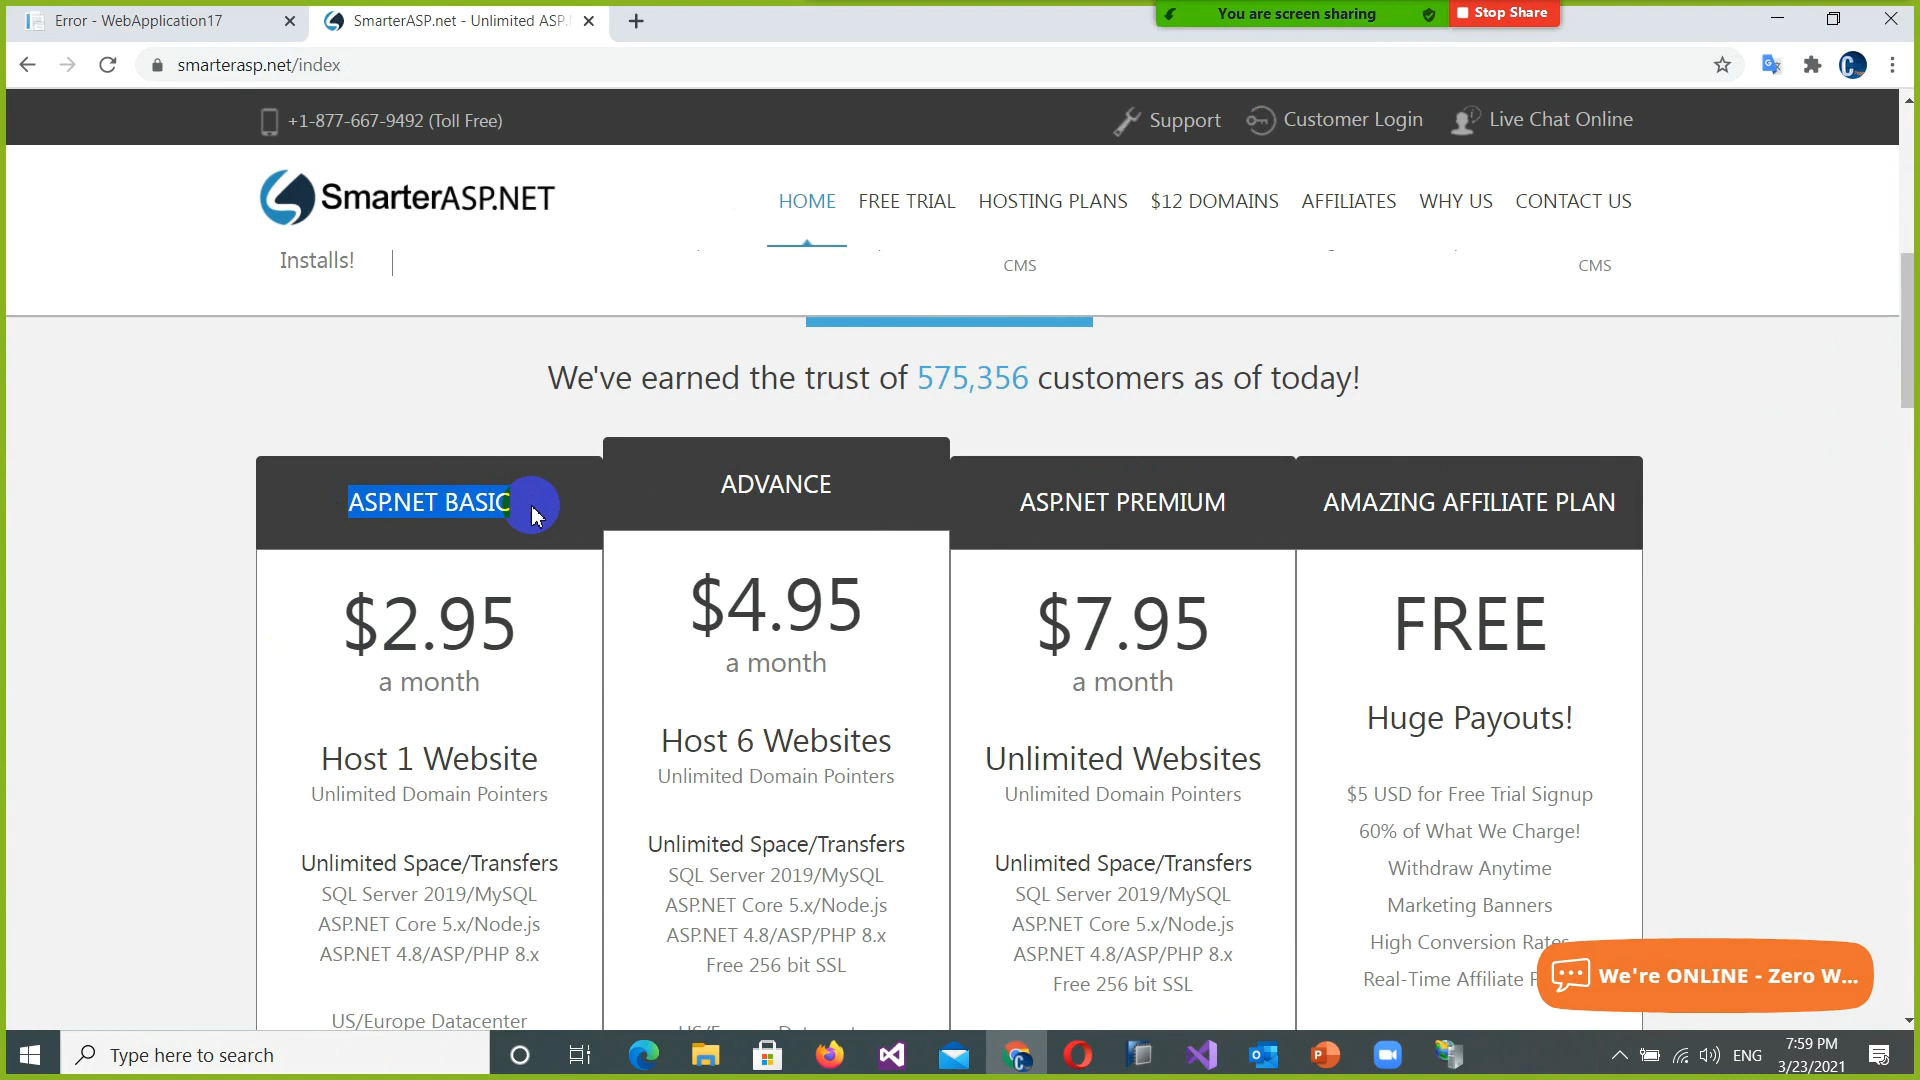 Error - WebApplication17
SmarterASP.net - Unlimited ASP.
You are screen sharing
Stop Share
smarterasp.net/index
+1-877-667-9492 (Toll Free)
Support
Customer Login
Live Chat Online
SmarterASP.NET
HOME
FREE TRIAL
HOSTING PLANS
$12 DOMAINS
AFFILIATES
WHY US
CONTACT US
Installs!
CMS
CMS
We've earned the trust of 575,356 customers as of today!
ASP.NET BASIC
$2.95
a month
Host 1 Website
Unlimited Domain Pointers
Unlimited Space/Transfers
SQL Server 2019/MySQL
ASP.NET Core 5.x/Node.js
ASP.NET 4.8/ASP/PHP 8.x
US/Europe Datacenter
ADVANCE
$4.95
a month
Host 6 Websites
Unlimited Domain Pointers
Unlimited Space/Transfers
SQL Server 2019/MySQL
ASP.NET Core 5.x/Node.js
ASP.NET 4.8/ASP/PHP 8.x
Free 256 bit SSL
ASP.NET PREMIUM
$7.95
a month
Unlimited Websites
Unlimited Domain Pointers
Unlimited Space/Transfers
SQL Server 2019/MySQL
ASP.NET Core 5.x/Node.js
ASP.NET 4.8/ASP/PHP 8.x
Free 256 bit SSL
AMAZING AFFILIATE PLAN
FREE
Huge Payouts!
$5 USD for Free Trial Signup
60% of What We Charge!
Withdraw Anytime
Marketing Banners
High Conversion Rates
Real-Time Affiliate
We're ONLINE - Zero W...
Type here to search
ENG
7:59 PM
3/23/2021